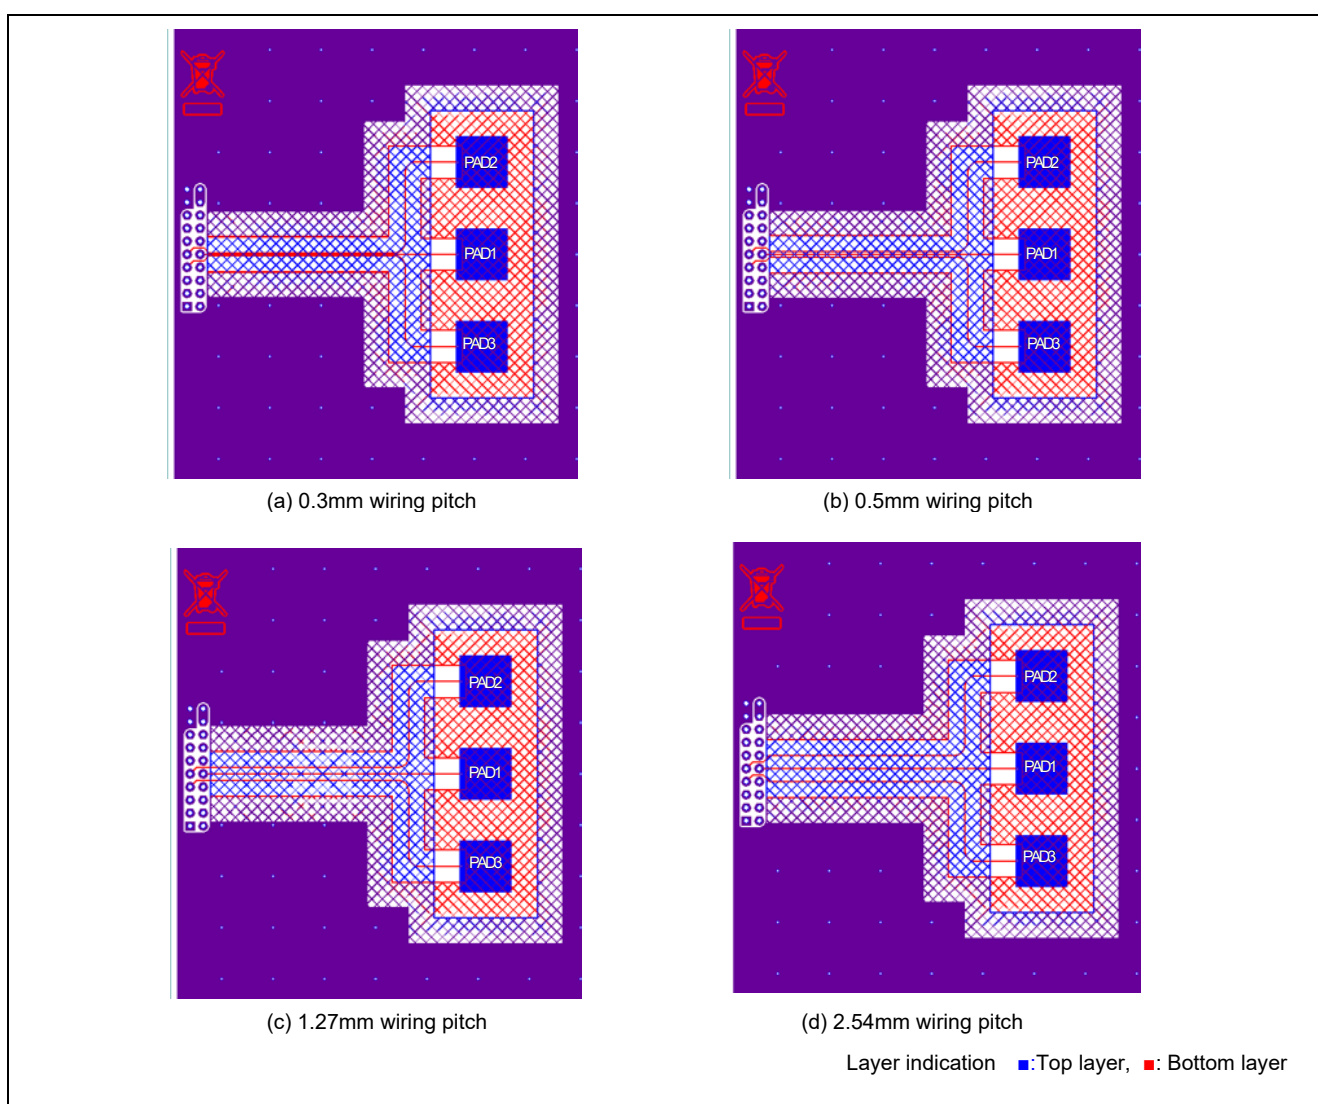 PAD2
PAD1
PAD3
(a) 0.3mm wiring pitch
PAD2
PAD1
PAD3
(b) 0.5mm wiring pitch
PAD2
PAD1
PAD3
(c) 1.27mm wiring pitch
PAD2
PAD1
PAD3
(d) 2.54mm wiring pitch
Layer indication ■:Top layer, ■: Bottom layer